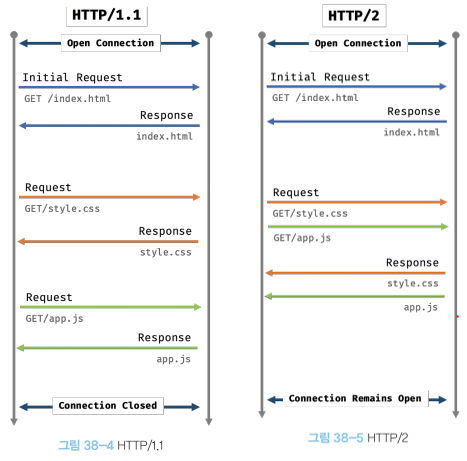 HTTP/1.1
Open Connection
Initial Request
GET /index.html
Response
index.html
Request
GET/style.css
Response
style.css
Request
GET/app.js
Response
app.js
Connection Closed
그림 38-4 HTTP/1.1
HTTP/2
Open Connection
Initial Request
GET /index.html
Response
index.html
Request
GET/style.css
GET/app.js
Response
style.css
app.js
Connection Remains Open
그림 38-5 HTTP/2